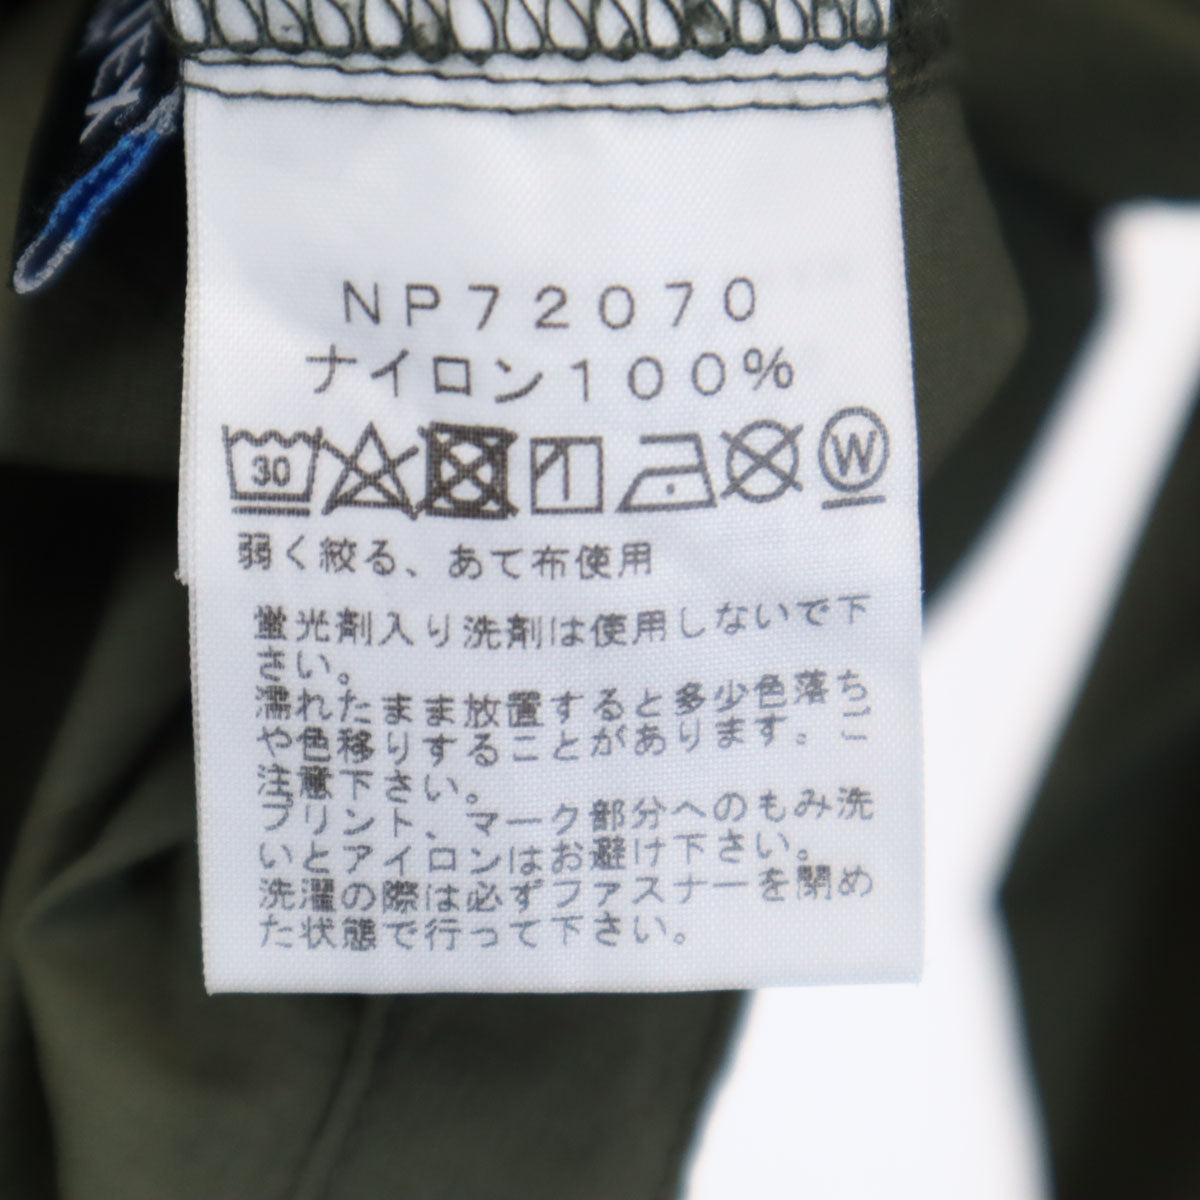 TEX
NP72070
ナイロン100%
30 W
弱く絞る、あて布使用
蛍光剤入り洗剤は使用しないで下
さい。
濡れたまま放置すると多少色落ち
や色移りすることがあります。ご
注意下さい。
プリント、マーク部分へのもみ洗
いとアイロンはお避け下さい。
洗濯の際は必ずファスナーを閉め
た状態で行って下さい。